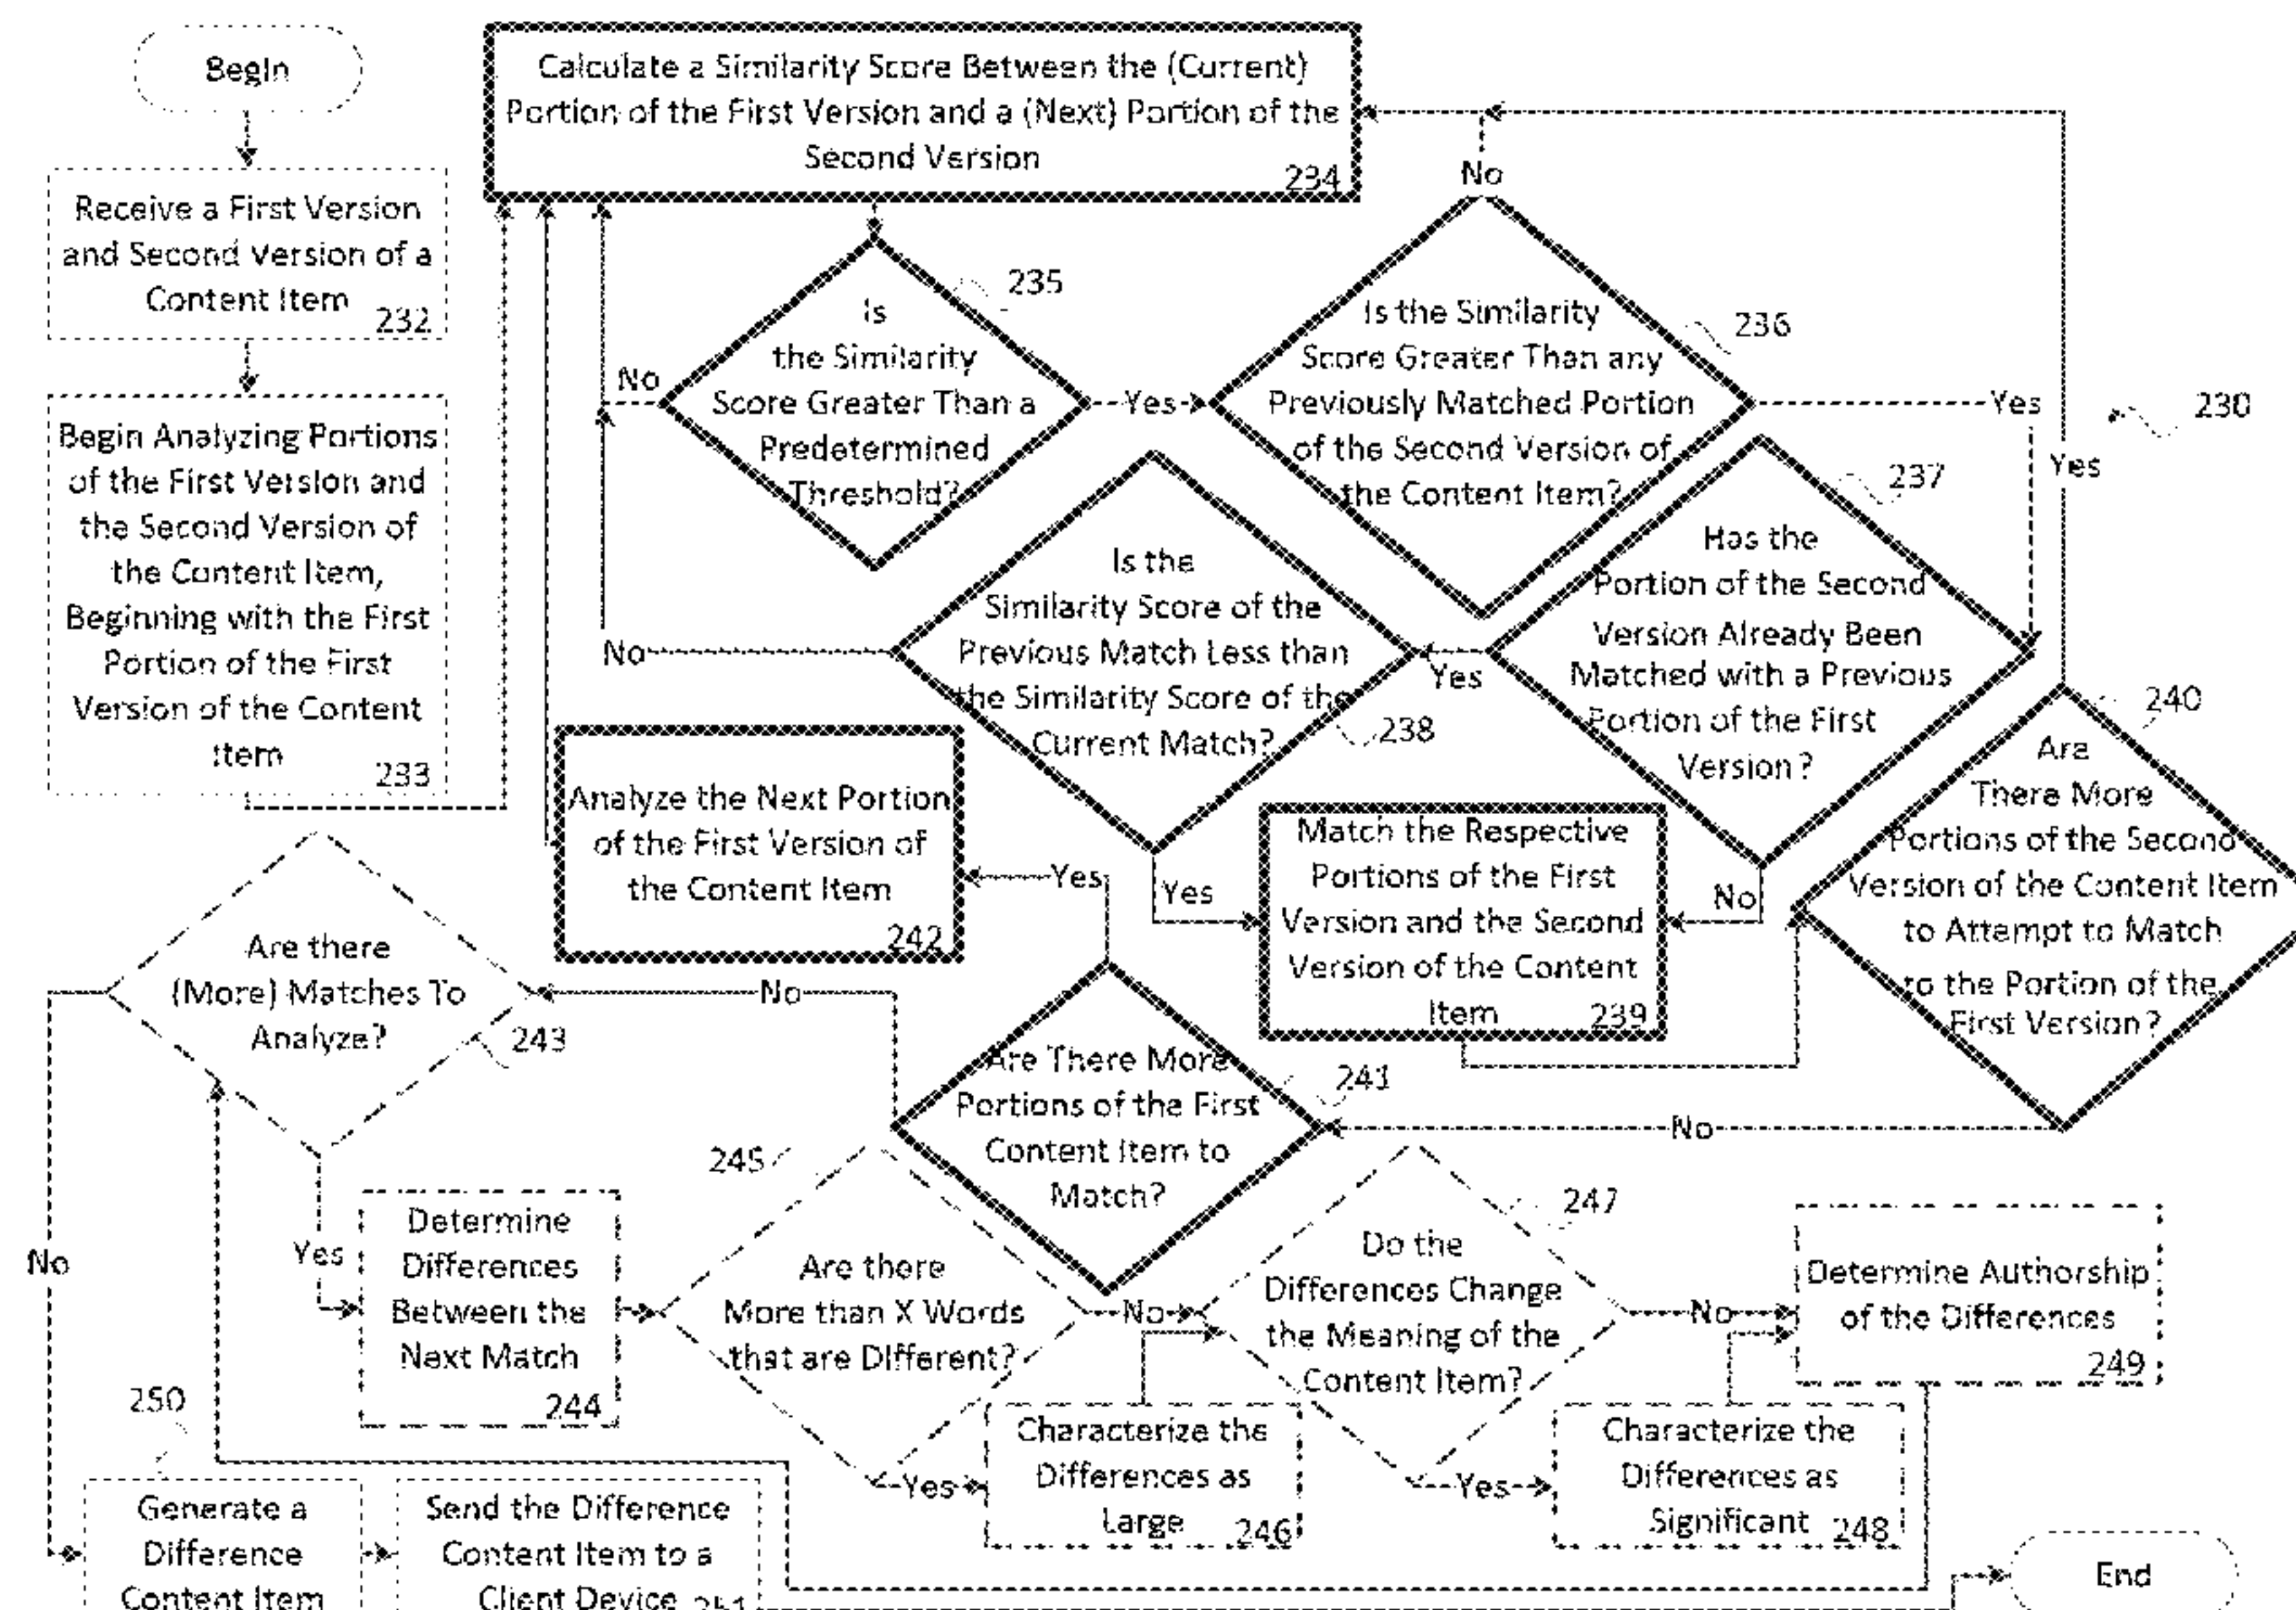 Begin
Receive a First Version
and Second Version of a
Content Item
232
Begin Analyzing Portions
of the First Version and
the Second Version of
the Content Item,
Beginning with the First
Portion of the First
Version of the Content
Item
233
Calculate a Similarity Score Between the (Current)
Portion of the First Version and a (Next) Portion of the
Second Version
234
Is
the Similarity
Score Greater Than a
Predetermined
Threshold?
235
No
Yes
Is the Similarity
Score Greater Than any
Previously Matched Portion
of the Second Version of
the Content Item?
236
No
Yes
230
Has the
Portion of the Second
Version Already Been
Matched with a Previous
Portion of the First
Version?
237
Yes
No
Is the
Similarity Score of the
Previous Match Less than
the Similarity Score of the
Current Match?
238
No
Yes
Match the Respective
Portions of the First
Version and the Second
Version of the Content
Item
239
Are
There More
Portions of the Second
Version of the Content Item
to Attempt to Match
to the Portion of the
First Version?
240
Yes
No
Are There More
Portions of the First
Content Item to
Match?
241
Yes
No
Analyze the Next Portion
of the First Version of
the Content Item
242
Are there
(More) Matches To
Analyze?
243
No
Yes
Determine
Differences
Between the
Next Match
244
Are there
More than X Words
that are Different?
245
No
Yes
Characterize the
Differences as
Large
246
Do the
Differences Change
the Meaning of the
Content Item?
247
No
Yes
Characterize the
Differences as
Significant
248
Determine Authorship
of the Differences
249
250
Generate a
Difference
Content Item
Send the Difference
Content Item to a
Client Device
251
End